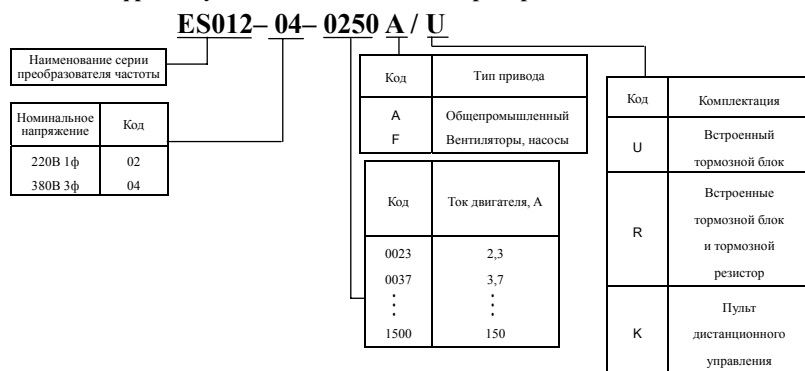 ES012– 04– 0250 A / U
Наименование серии
преобразователя частоты
Номинальное
напряжение
Код
220В 1ф
02
380В 3ф
04
Код
Тип привода
А
Общепромышленный
F
Вентиляторы, насосы
Код
Ток двигателя, А
0023
2,3
0037
3,7
1500
150
Код
Комплектация
U
Встроенный
тормозной блок
R
Встроенные
тормозной блок
и тормозной
резистор
K
Пульт
дистанционного
управления